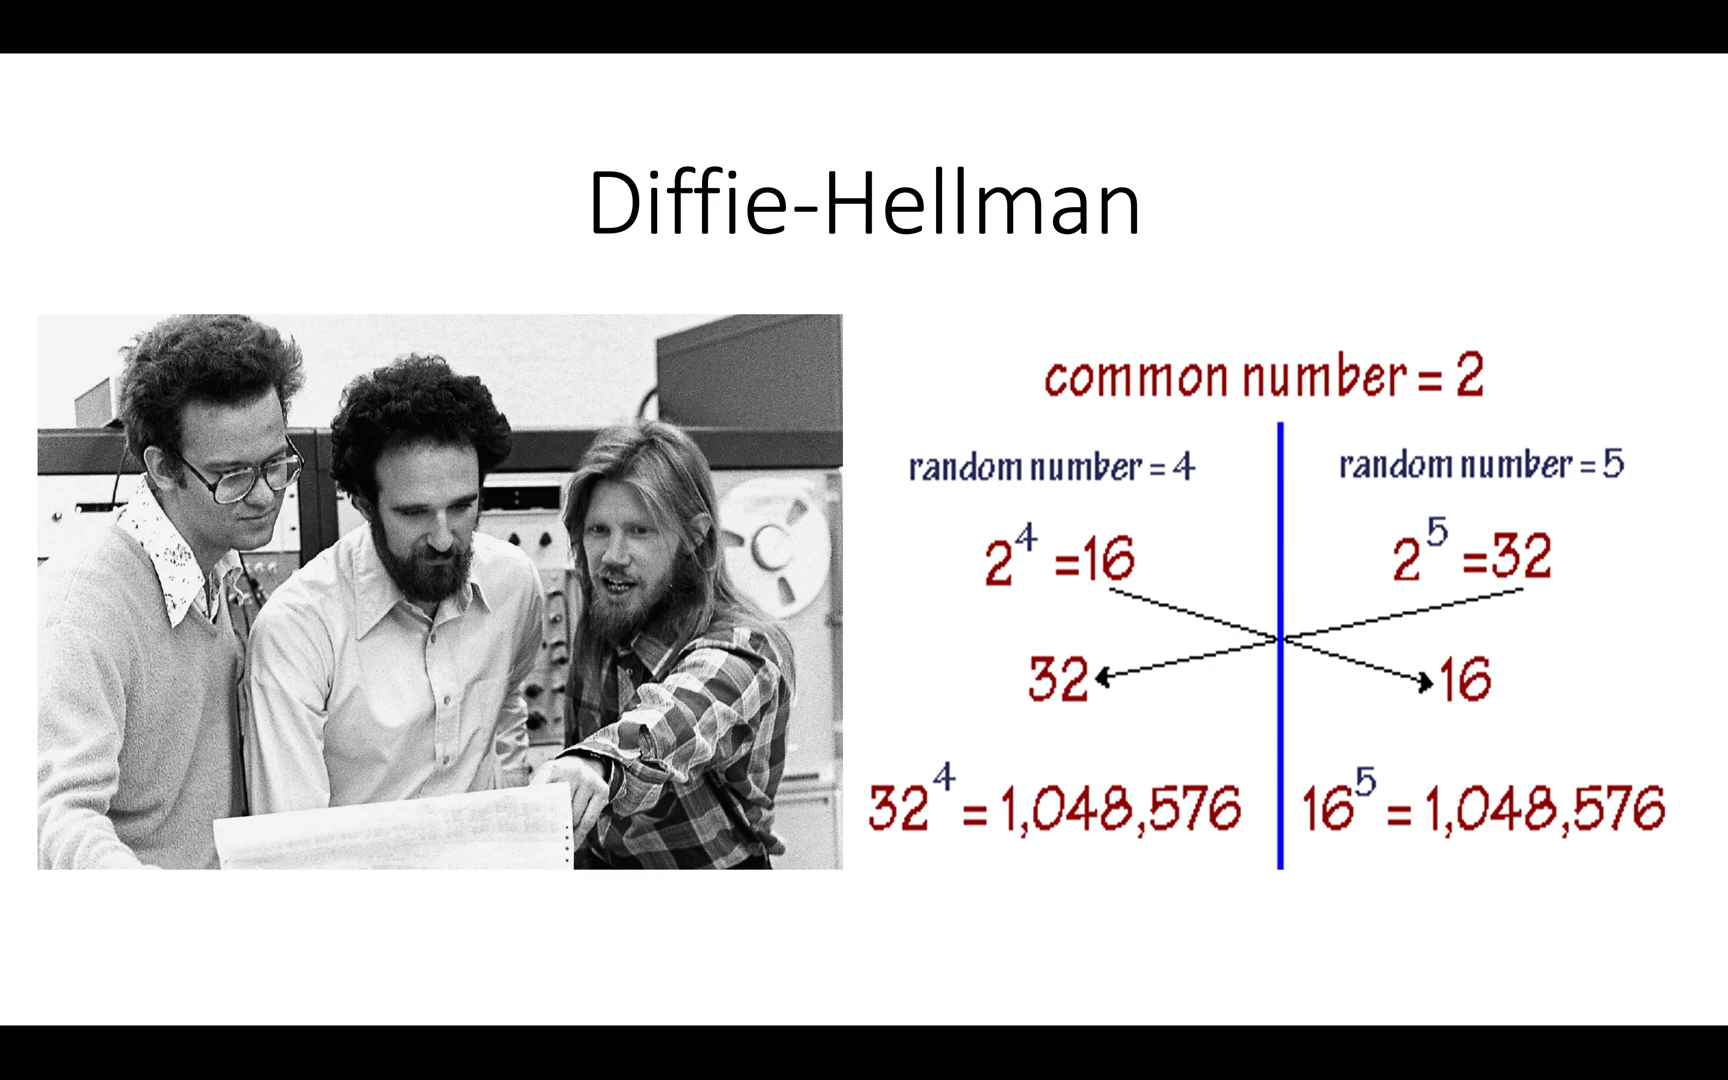 Diffie-Hellman
common number = 2
random number = 4
random number = 5
2⁴ =16
2⁵ =32
32
16
32⁴ = 1,048,576
16⁵ = 1,048,576